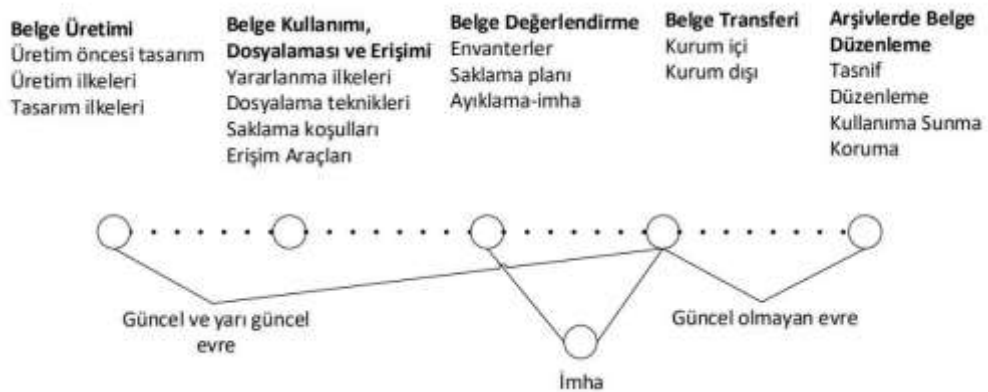 Belge Üretimi
Üretim öncesi tasarım
Üretim ilkeleri
Tasarım ilkeleri
Belge Kullanımı,
Dosyalaması ve Erişimi
Yararlanma ilkeleri
Dosyalama teknikleri
Saklama koşulları
Erişim Araçları
Belge Değerlendirme
Envanterler
Saklama planı
Ayıklama-imha
Belge Transferi
Kurum içi
Kurum dışı
Arşivlerde Belge
Düzenleme
Tasnif
Düzenleme
Kullanıma Sunma
Koruma
Güncel ve yarı güncel
evre
Güncel olmayan evre
İmha